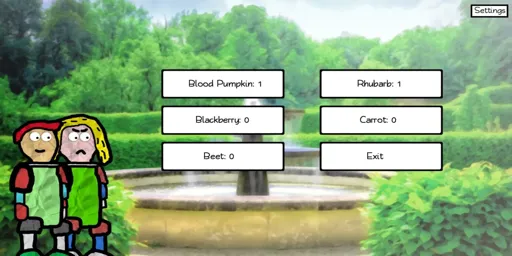 Settings
Blood Pumpkin: 1
Rhubarb: 1
Blackberry: 0
Carrot: 0
Beet: 0
Exit